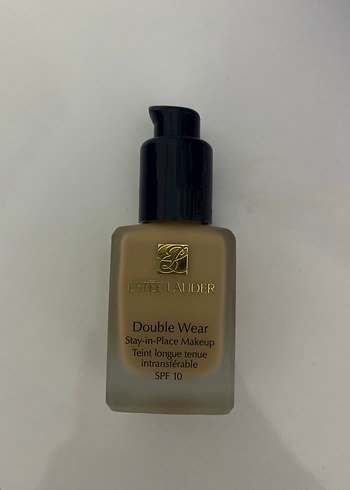 ESTĒE LAUDER
Double Wear
Stay-in-Place Makeup
Teint longue tenue
intransférable
SPF 10